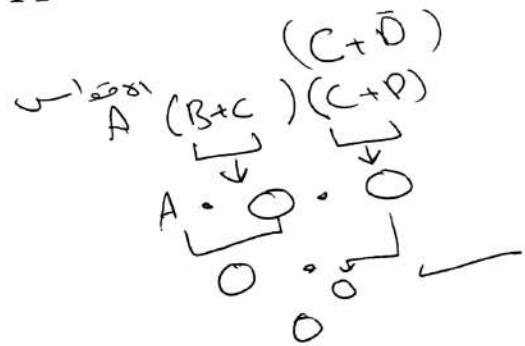 (C + D̄)
الاقواس
A (B+C) (C+D)
A . O . O
O . O
O